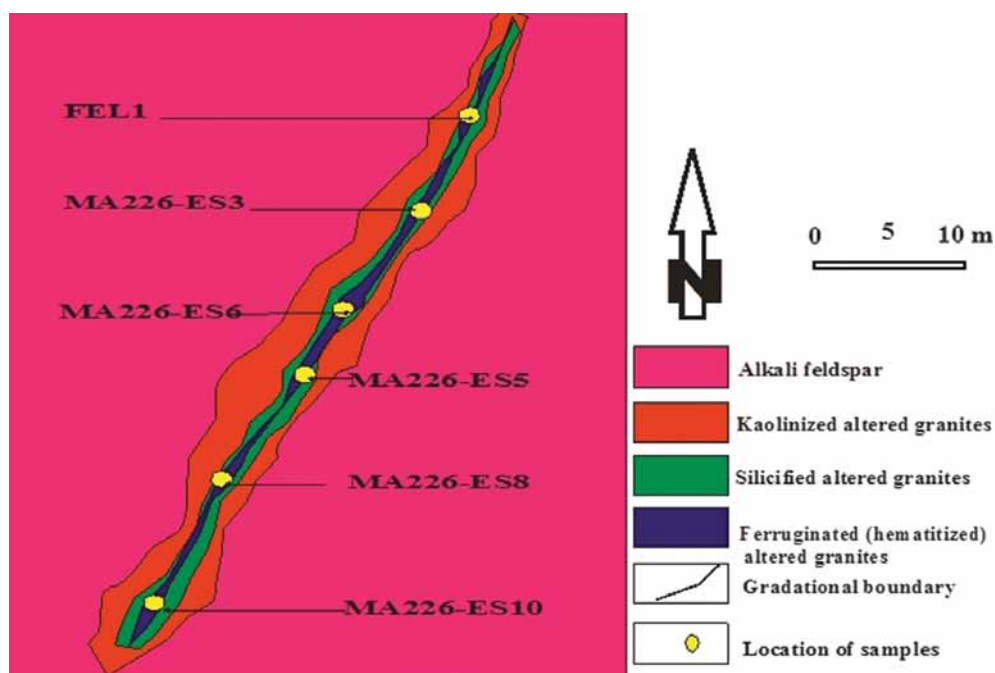 FEL1
MA226-ES3
MA226-ES6
MA226-ES5
MA226-ES8
MA226-ES10
N
0 5 10 m
Alkali feldspar
Kaolinized altered granites
Silicified altered granites
Ferruginated (hematitized)
altered granites
Gradational boundary
Location of samples